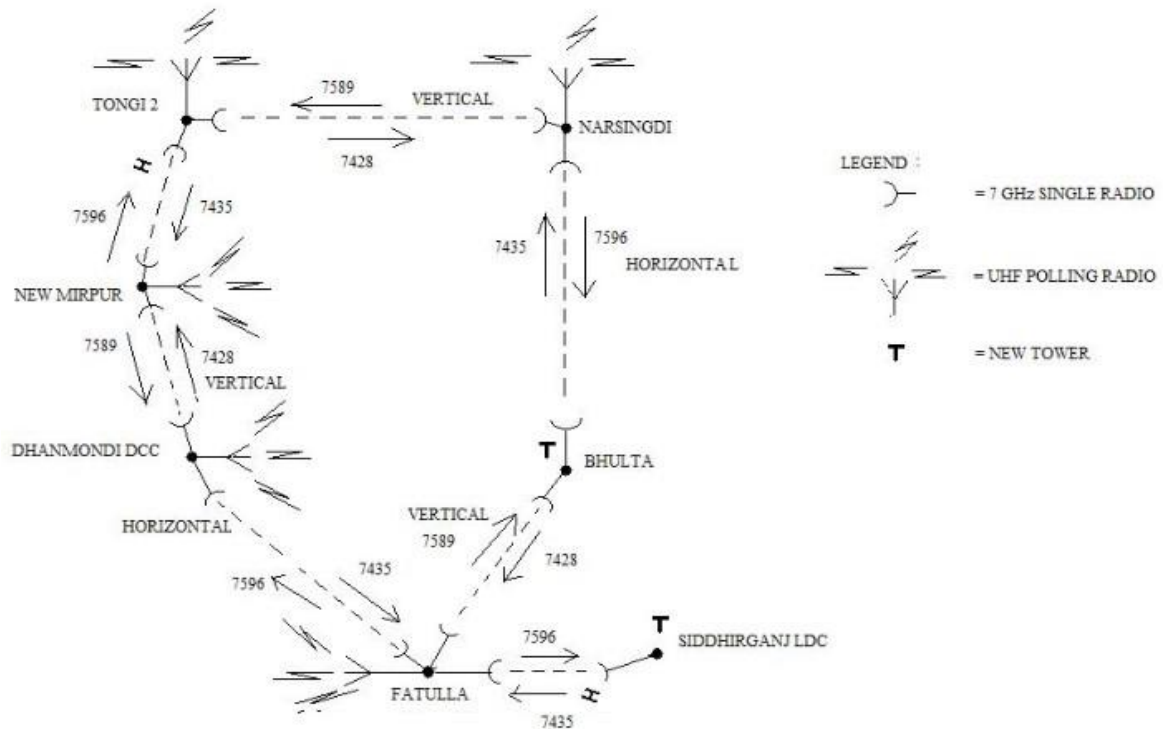 7589
TONGI 2
VERTICAL
NARSINGDI
7428
LEGEND :
= 7 GHz SINGLE RADIO
H
7596
7435
7435
7596
HORIZONTAL
= UHF POLLING RADIO
NEW MIRPUR
T
= NEW TOWER
7589
7428
VERTICAL
DHANMONDI DCC
T
BHULTA
HORIZONTAL
VERTICAL
7589
7428
7435
7596
T
7596
SIDDHIRGANJ LDC
FATULLA
H
7435